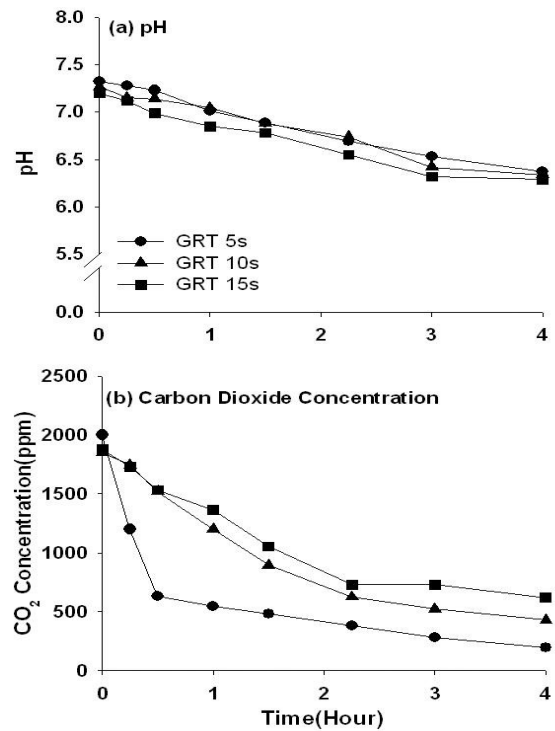 (a) pH
8.0
7.5
7.0
6.5
6.0
5.5
0.0
pH
GRT 5s
GRT 10s
GRT 15s
0 1 2 3 4
(b) Carbon Dioxide Concentration
2500
2000
1500
1000
500
0
CO2 Concentration(ppm)
0 1 2 3 4
Time(Hour)